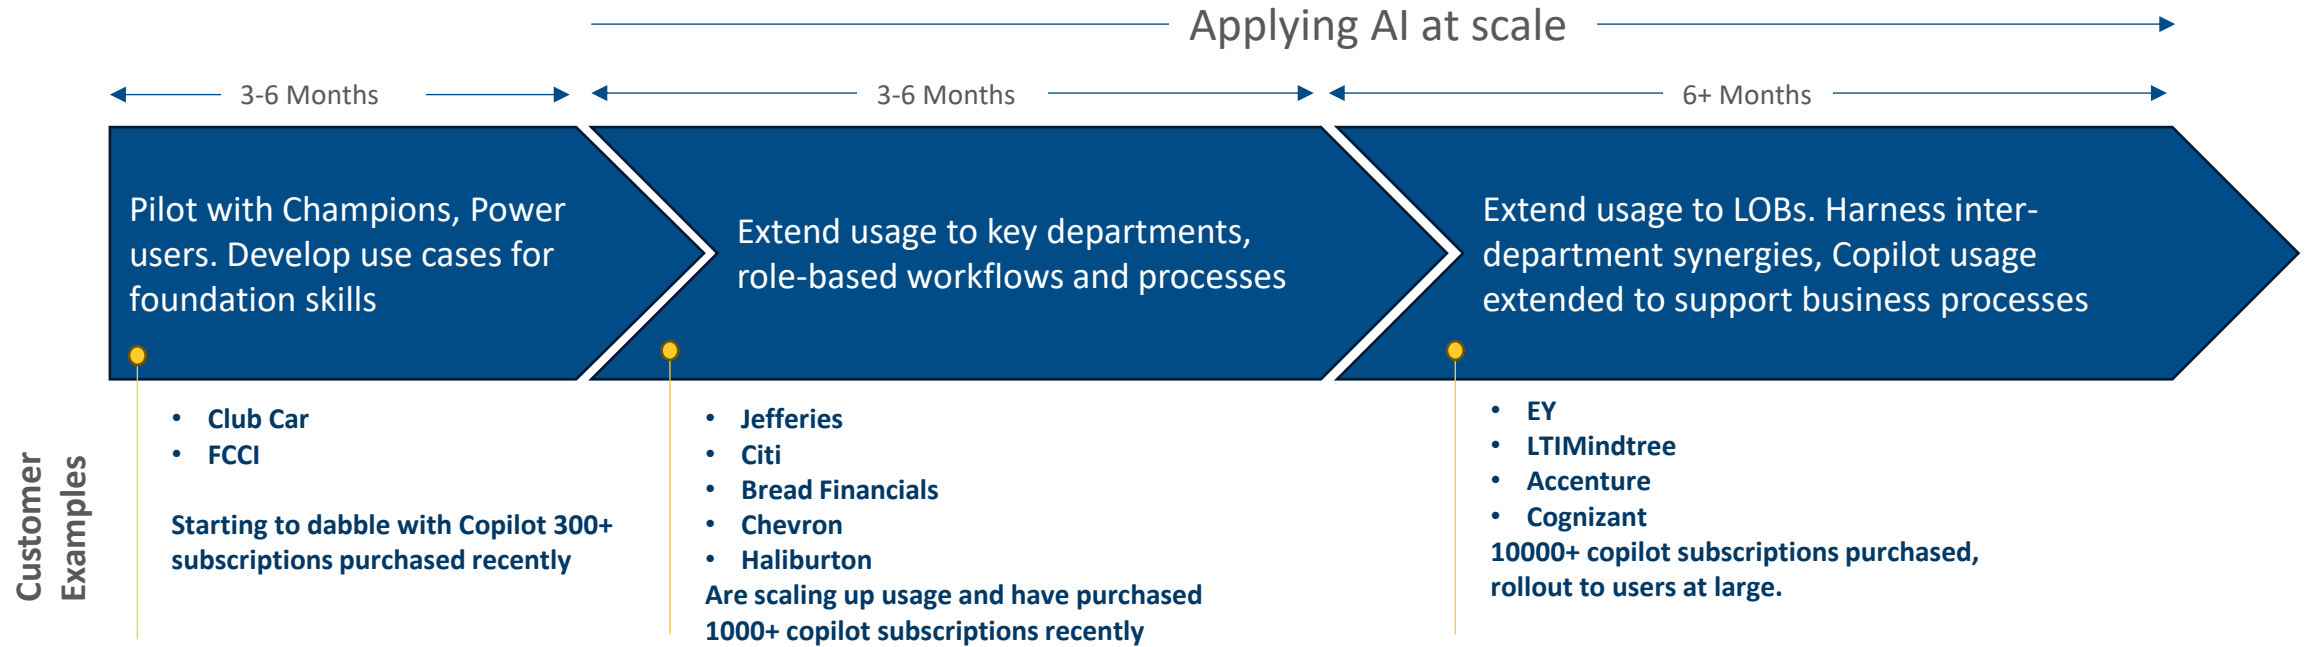 Applying AI at scale
3-6 Months
3-6 Months
6+ Months
Pilot with Champions, Power
users. Develop use cases for
foundation skills
Extend usage to key departments,
role-based workflows and processes
Extend usage to LOBs. Harness inter-
department synergies, Copilot usage
extended to support business processes
Customer
Examples
• Club Car
• FCCI
Starting to dabble with Copilot 300+
subscriptions purchased recently
• Jefferies
• Citi
• Bread Financials
• Chevron
• Haliburton
Are scaling up usage and have purchased
1000+ copilot subscriptions recently
• EY
• LTIMindtree
• Accenture
• Cognizant
10000+ copilot subscriptions purchased,
rollout to users at large.